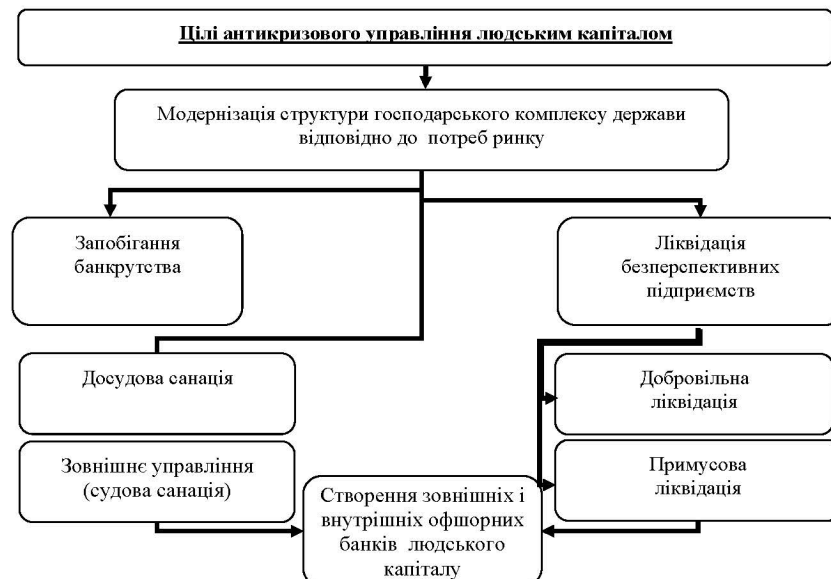 Цілі антикризового управління людським капіталом
Модернізація структури господарського комплексу держави
відповідно до потреб ринку
Запобігання
банкрутства
Ліквідація
безперспективних
підприємств
Досудова санація
Добровільна
ліквідація
Зовнішнє управління
(судова санація)
Примусова
ліквідація
Створення зовнішніх і
внутрішніх офшорних
банків людського
капіталу